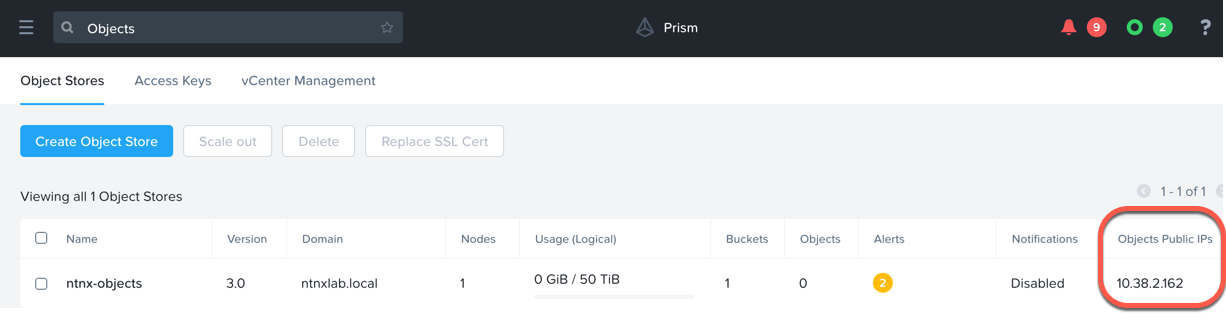 Objects Prism 9 2 ?
Object Stores Access Keys vCenter Management
Create Object Store Scale out Delete Replace SSL Cert
Viewing all 1 Object Stores 1 - 1 of 1
Name Version Domain Nodes Usage (Logical) Buckets Objects Alerts Notifications Objects Public IPs
ntnx-objects 3.0 ntnxlab.local 1 0 GiB / 50 TiB 1 0 2 Disabled 10.38.2.162